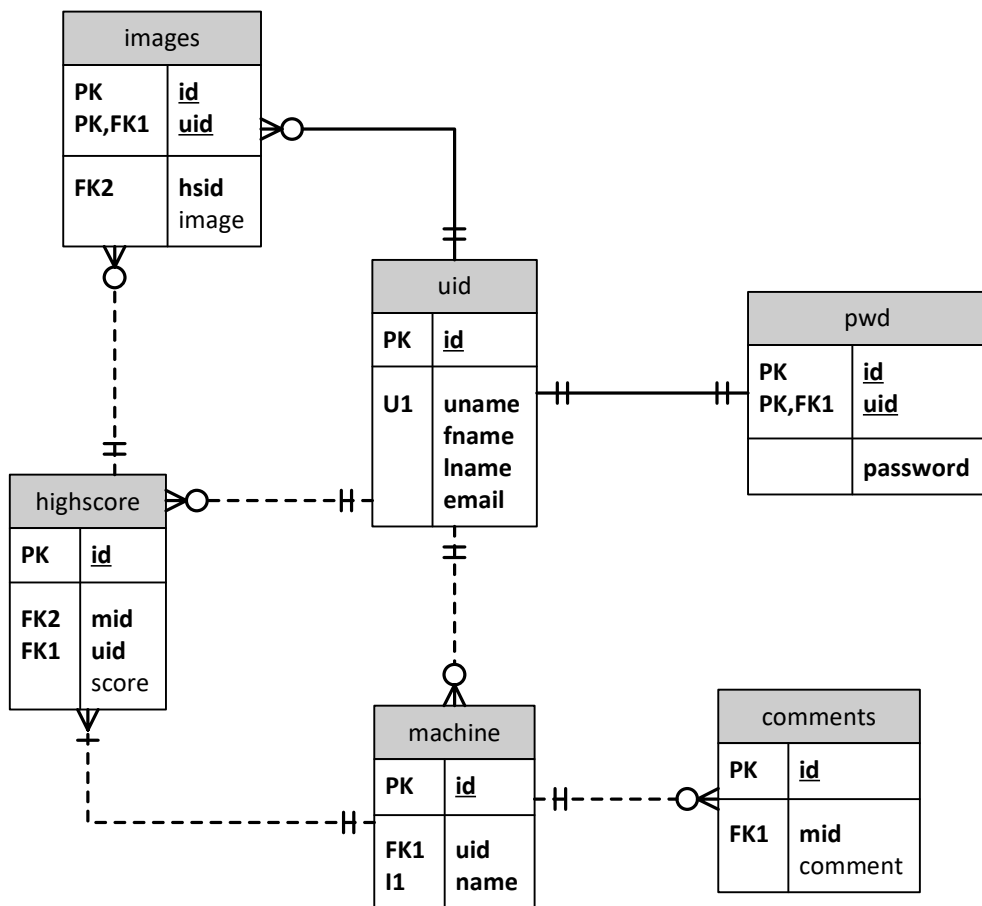 images
PK id
PK,FK1 uid
FK2 hsid
image
uid
PK id
U1 uname
fname
lname
email
pwd
PK id
PK,FK1 uid
password
highscore
PK id
FK2 mid
FK1 uid
score
machine
PK id
FK1 uid
I1 name
comments
PK id
FK1 mid
comment